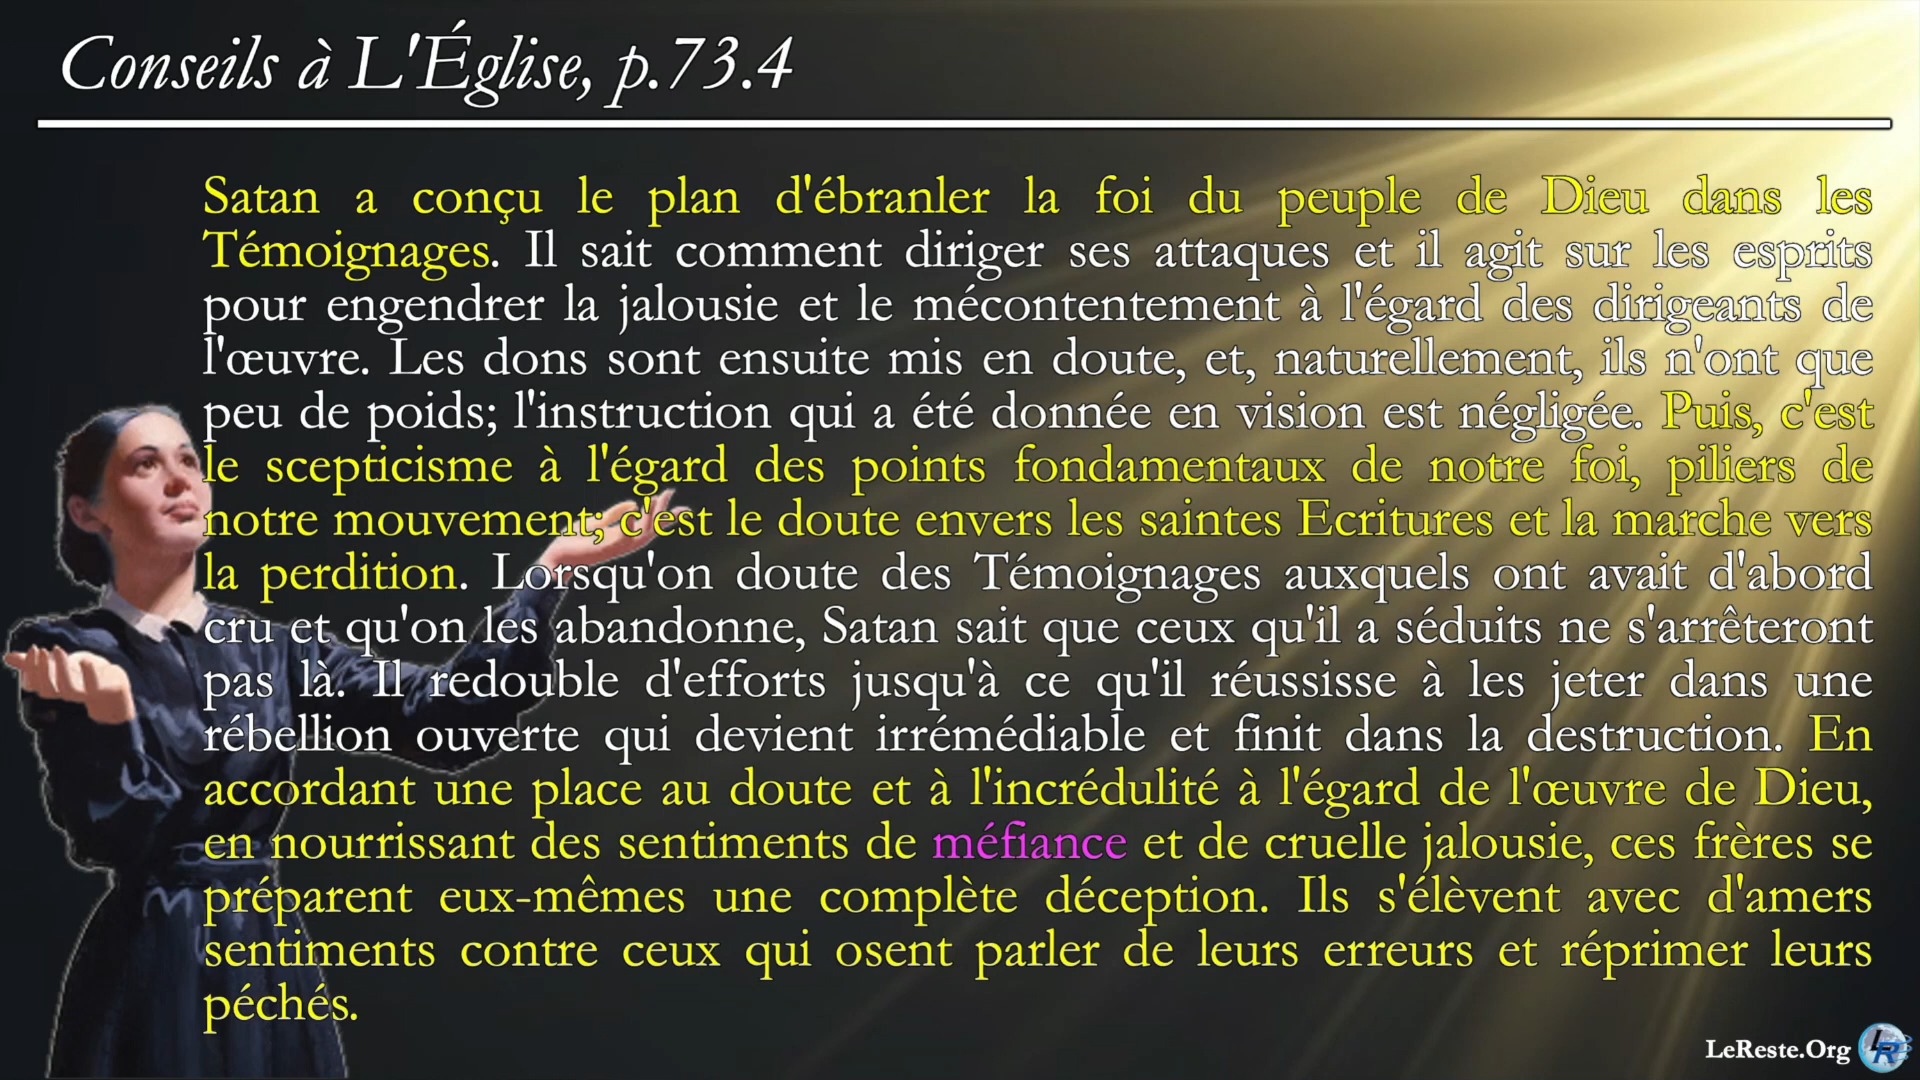 Conseils à L'Église, p.73.4
Satan a conçu le plan d'ébranler la foi du peuple de Dieu dans les
Témoignages. Il sait comment diriger ses attaques et il agit sur les esprits
pour engendrer la jalousie et le mécontentement à l'égard des dirigeants de
l'œuvre. Les dons sont ensuite mis en doute, et, naturellement, ils n'ont que
peu de poids; l'instruction qui a été donnée en vision est négligée. Puis, c'est
le scepticisme à l'égard des points fondamentaux de notre foi, piliers de
notre mouvement; c'est le doute envers les saintes Ecritures et la marche vers
la perdition. Lorsqu'on doute des Témoignages auxquels ont avait d'abord
cru et qu'on les abandonne, Satan sait que ceux qu'il a séduits ne s'arrêteront
pas là. Il redouble d'efforts jusqu'à ce qu'il réussisse à les jeter dans une
rébellion ouverte qui devient irrémédiable et finit dans la destruction. En
accordant une place au doute et à l'incrédulité à l'égard de l'œuvre de Dieu,
en nourrissant des sentiments de méfiance et de cruelle jalousie, ces frères se
préparent eux-mêmes une complète déception. Ils s'élèvent avec d'amers
sentiments contre ceux qui osent parler de leurs erreurs et réprimer leurs
péchés.
LeReste.Org LR